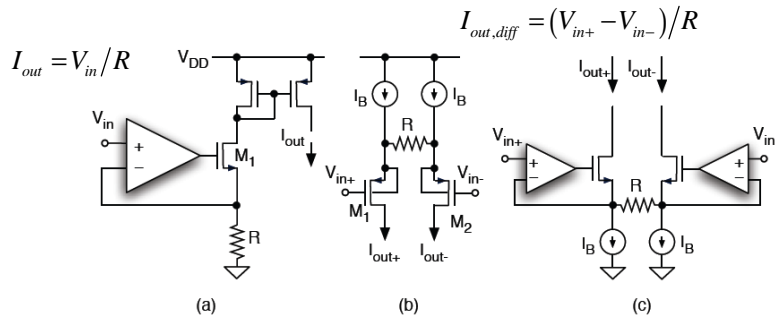 I_out = V_in/R
I_out,diff = (V_in+ − V_in−)/R
V_DD
V_in
+
−
M_1
I_out
R
(a)
I_B
I_B
R
V_in+
V_in-
M_1
M_2
I_out+
I_out-
(b)
I_out+
I_out-
V_in+
+
−
V_in
+
−
R
I_B
I_B
(c)